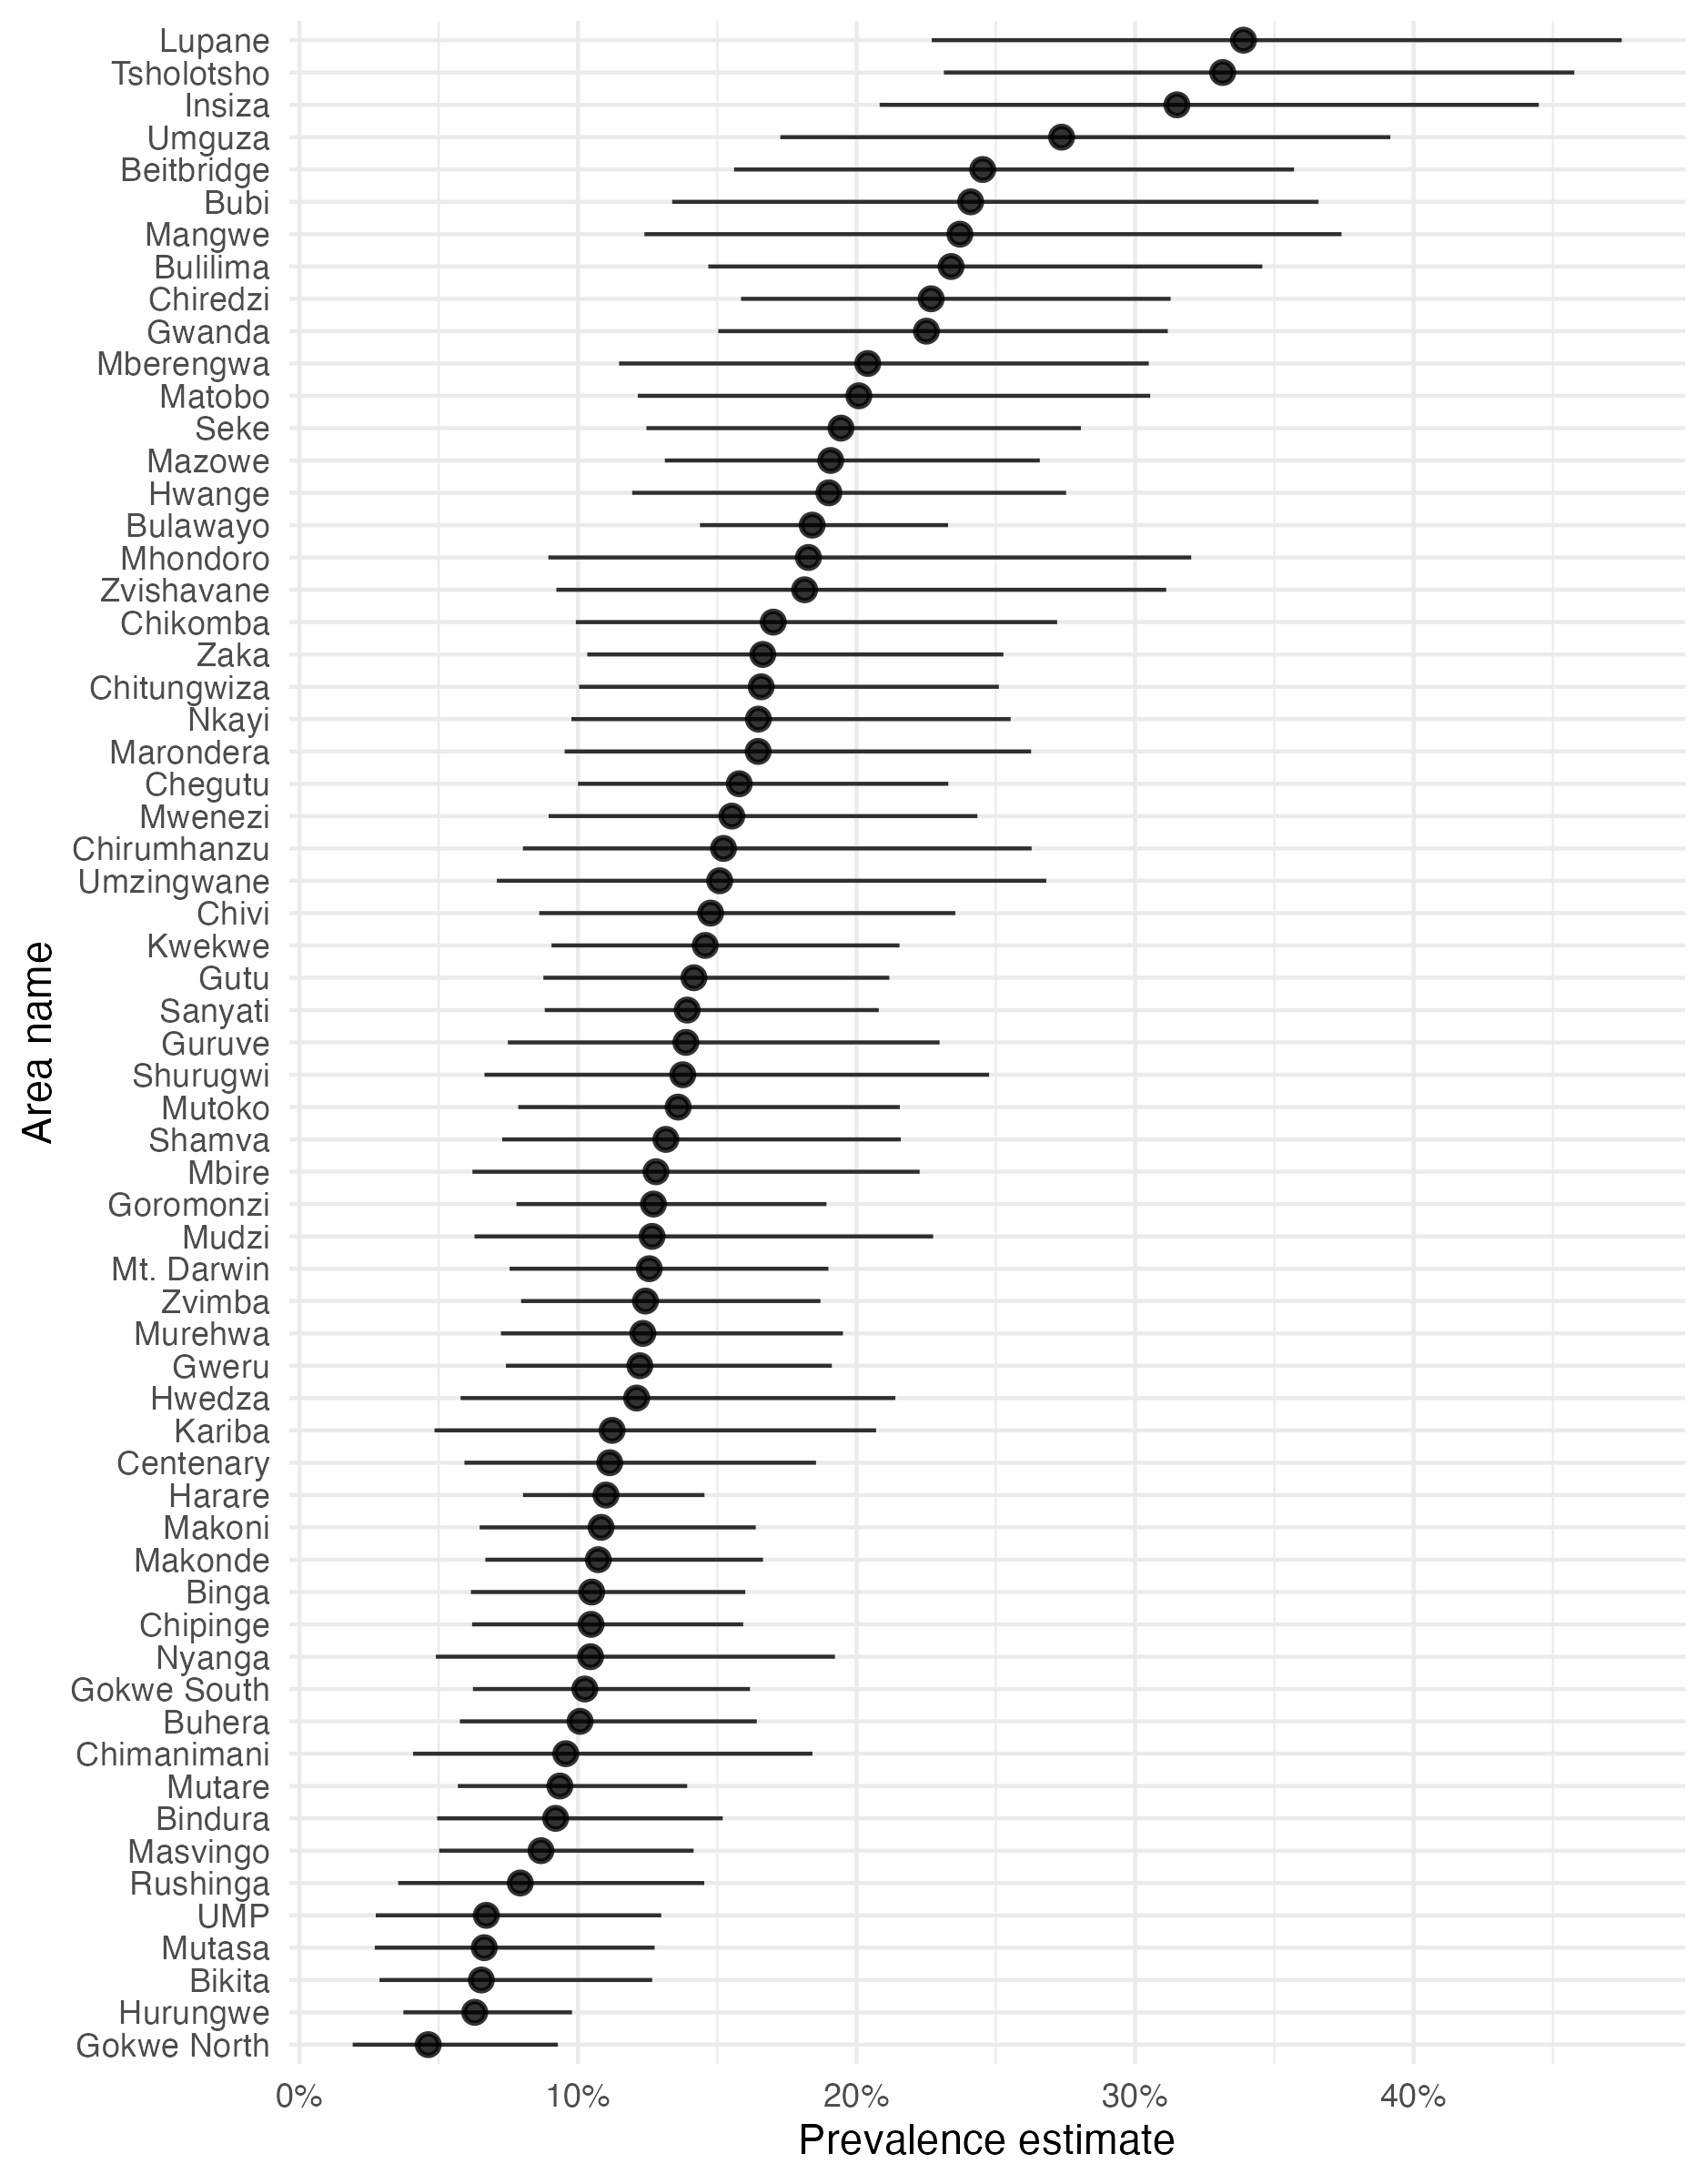 Lupane
Tsholotsho
Insiza
Umguza
Beitbridge
Bubi
Mangwe
Bulilima
Chiredzi
Gwanda
Mberengwa
Matobo
Seke
Mazowe
Hwange
Bulawayo
Mhondoro
Zvishavane
Chikomba
Zaka
Chitungwiza
Nkayi
Marondera
Chegutu
Mwenezi
Chirumhanzu
Umzingwane
Chivi
Kwekwe
Gutu
Sanyati
Guruve
Shurugwi
Mutoko
Shamva
Mbire
Goromonzi
Mudzi
Mt. Darwin
Zvimba
Murehwa
Gweru
Hwedza
Kariba
Centenary
Harare
Makoni
Makonde
Binga
Chipinge
Nyanga
Gokwe South
Buhera
Chimanimani
Mutare
Bindura
Masvingo
Rushinga
UMP
Mutasa
Bikita
Hurungwe
Gokwe North
Area name
0% 10% 20% 30% 40%
Prevalence estimate